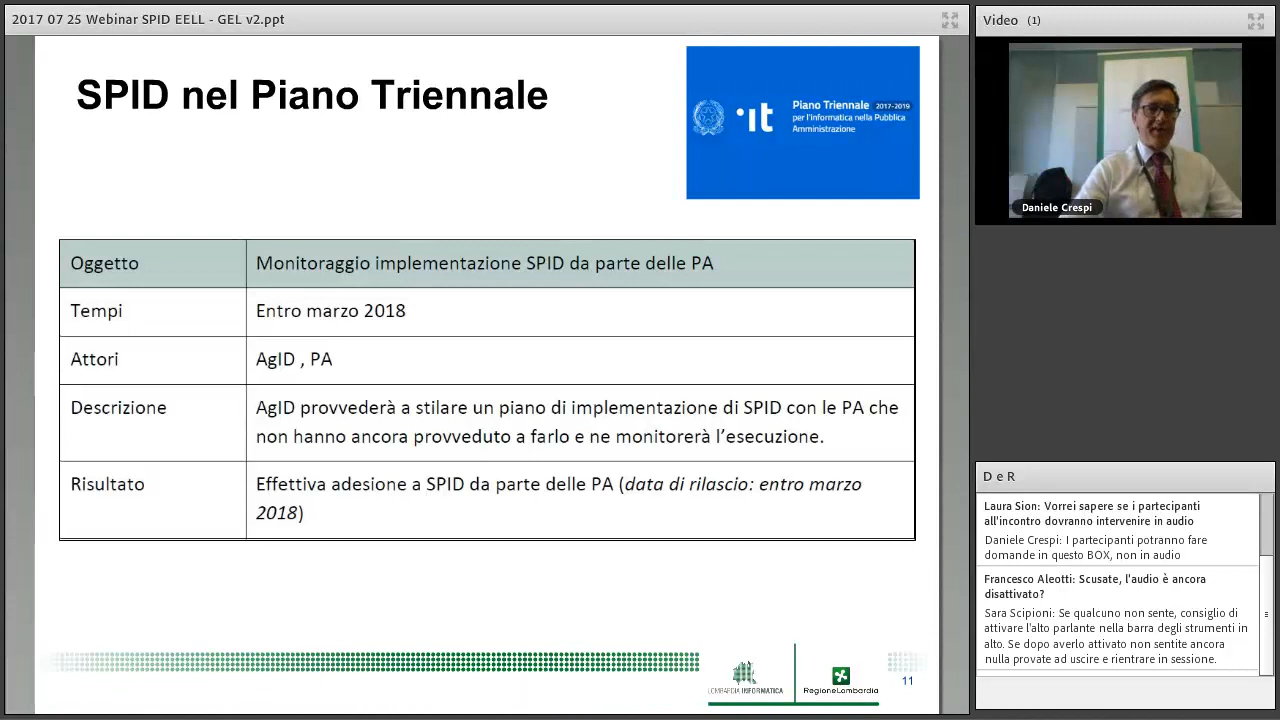 2017 07 25 Webinar SPID EELL - GEL v2.ppt
SPID nel Piano Triennale
·ıt
Piano Triennale 2017-2019
per l'Informatica nella Pubblica
Amministrazione
Oggetto
Monitoraggio implementazione SPID da parte delle PA
Tempi
Entro marzo 2018
Attori
AgID , PA
Descrizione
AgID provvederà a stilare un piano di implementazione di SPID con le PA che
non hanno ancora provveduto a farlo e ne monitorerà l'esecuzione.
Risultato
Effettiva adesione a SPID da parte delle PA (data di rilascio: entro marzo
2018)
LOMBARDIA INFORMATICA
RegioneLombardia
11
Video (1)
Daniele Crespi
D e R
Laura Sion: Vorrei sapere se i partecipanti
all'incontro dovranno intervenire in audio
Daniele Crespi: I partecipanti potranno fare
domande in questo BOX, non in audio
Francesco Aleotti: Scusate, l'audio è ancora
disattivato?
Sara Scipioni: Se qualcuno non sente, consiglio di
attivare l'alto parlante nella barra degli strumenti in
alto. Se dopo averlo attivato non sentite ancora
nulla provate ad uscire e rientrare in sessione.